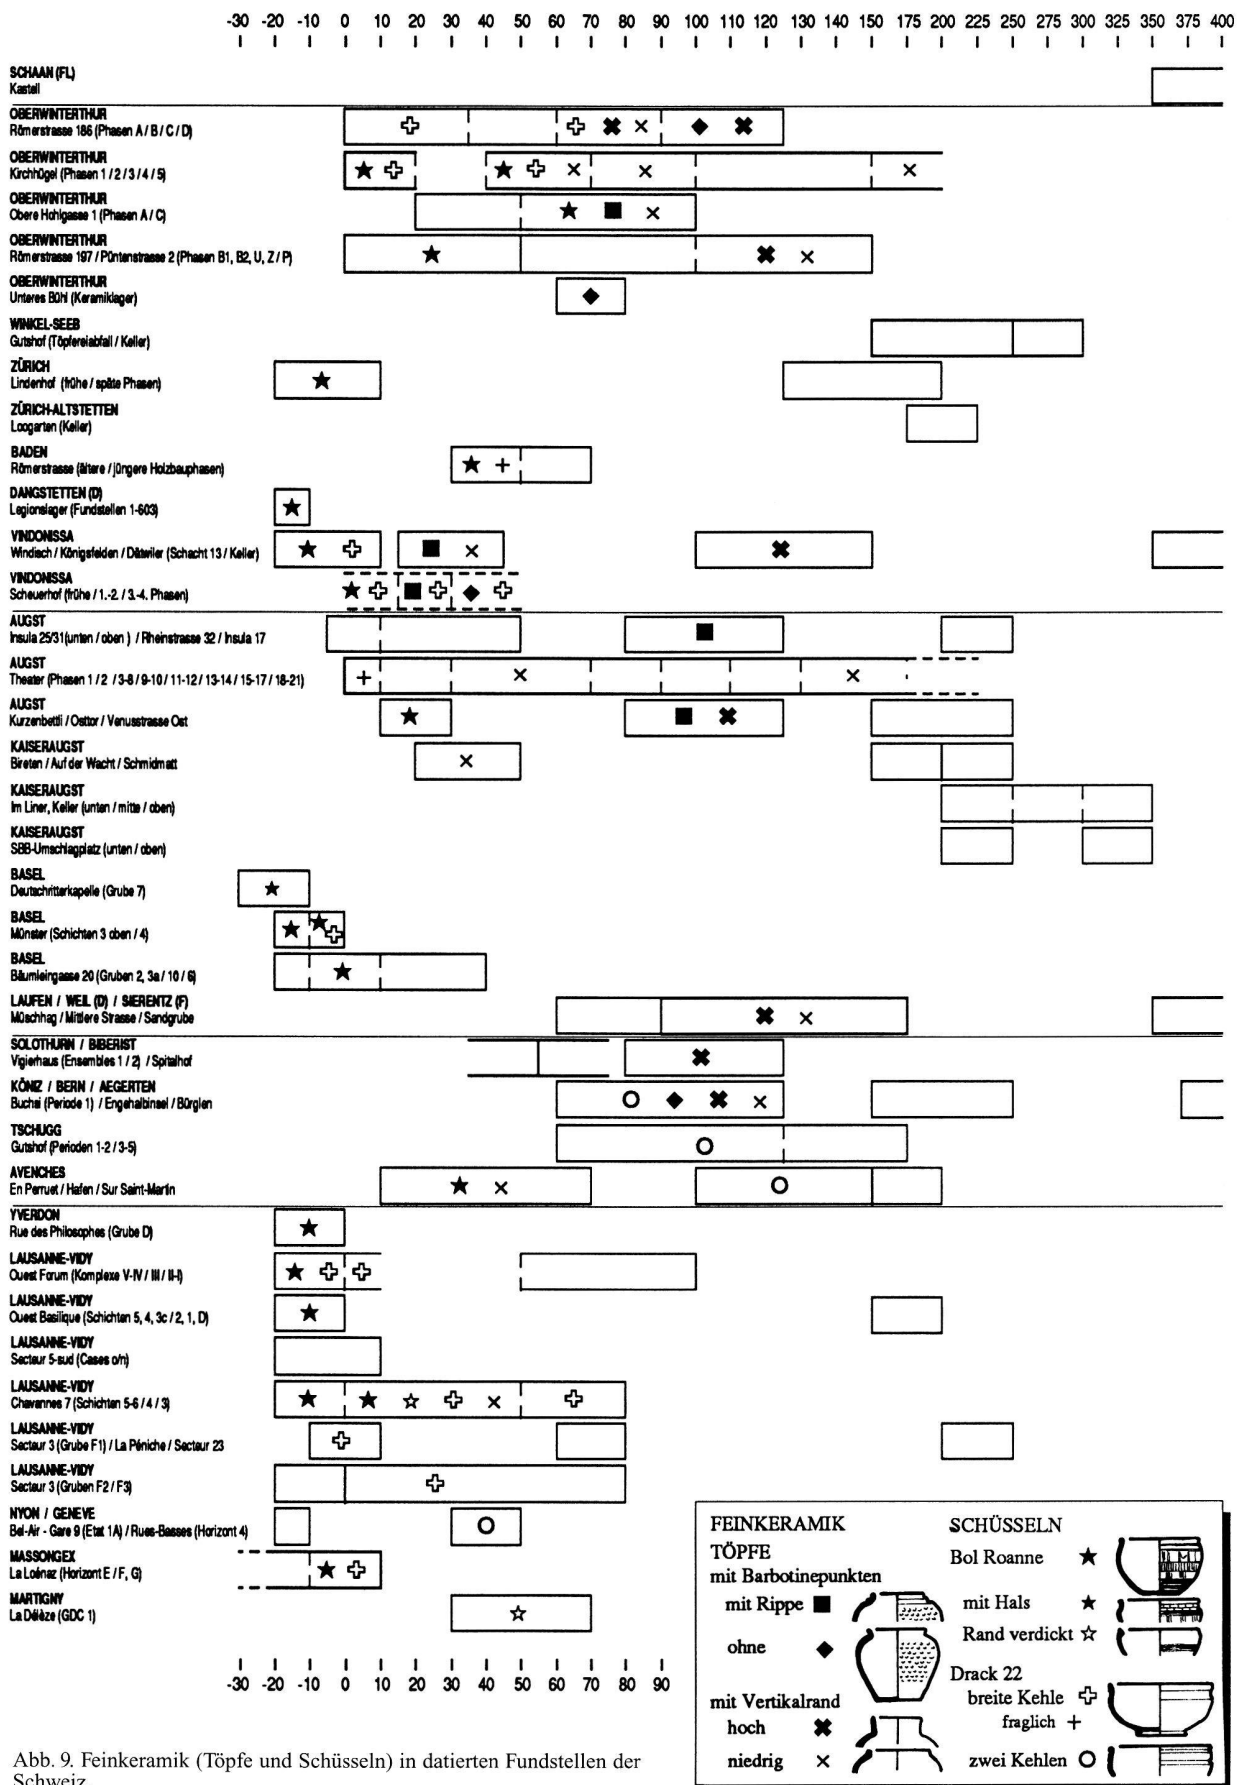 -30 -20 -10 0 10 20 30 40 50 60 70 80 90 100 110 120 130 150 175 200 225 250 275 300 325 350 375 400
SCHAAN (FL)
Kastell
OBERWINTERTHUR
Römerstrasse 186 (Phasen A / B / C / D)
OBERWINTERTHUR
Kirchhügel (Phasen 1 / 2 / 3 / 4 / 5)
OBERWINTERTHUR
Obere Hohlgasse 1 (Phasen A / C)
OBERWINTERTHUR
Römerstrasse 197 / Püntenstrasse 2 (Phasen B1, B2, U, Z / P)
OBERWINTERTHUR
Unteres Bühl (Keramiklager)
WINKEL-SEEB
Gutshof (Töpfereiabfall / Keller)
ZÜRICH
Lindenhof (frühe / späte Phasen)
ZÜRICH-ALTSTETTEN
Loogarten (Keller)
BADEN
Römerstrasse (ältere / jüngere Holzbauphasen)
DANGSTETTEN (D)
Legionslager (Fundstellen 1-603)
VINDONISSA
Windisch / Königsfelden / Dätwiler (Schacht 13 / Keller)
VINDONISSA
Scheuerhof (frühe / 1.-2. / 3.-4. Phasen)
AUGST
Insula 25/31(unten / oben ) / Rheinstrasse 32 / Insula 17
AUGST
Theater (Phasen 1 / 2 / 3-8 / 9-10 / 11-12 / 13-14 / 15-17 / 18-21)
AUGST
Kurzenbettli / Osttor / Venusstrasse Ost
KAISERAUGST
Bireten / Auf der Wacht / Schmidmatt
KAISERAUGST
Im Liner, Keller (unten / mitte / oben)
KAISERAUGST
SBB-Umschlagplatz (unten / oben)
BASEL
Deutschritterkapelle (Grube 7)
BASEL
Münster (Schichten 3 oben / 4)
BASEL
Bäumleingasse 20 (Gruben 2, 3a / 10 / 6)
LAUFEN / WEIL (D) / SIERENTZ (F)
Müschhag / Mittlere Strasse / Sandgrube
SOLOTHURN / BIBERIST
Vigierhaus (Ensembles 1 / 2) / Spitalhof
KÖNIZ / BERN / AEGERTEN
Buchsi (Periode 1) / Engehalbinsel / Bürglen
TSCHUGG
Gutshof (Perioden 1-2 / 3-5)
AVENCHES
En Perruet / Hafen / Sur Saint-Martin
YVERDON
Rue des Philosophes (Grube D)
LAUSANNE-VIDY
Ouest Forum (Komplexe V-IV / III / II-I)
LAUSANNE-VIDY
Ouest Basilique (Schichten 5, 4, 3c / 2, 1, D)
LAUSANNE-VIDY
Secteur 5-sud (Cases o/n)
LAUSANNE-VIDY
Chavannes 7 (Schichten 5-6 / 4 / 3)
LAUSANNE-VIDY
Secteur 3 (Grube F1) / La Péniche / Secteur 23
LAUSANNE-VIDY
Secteur 3 (Gruben F2 / F3)
NYON / GENEVE
Bel-Air - Gare 9 (Etat 1A) / Rues-Basses (Horizont 4)
MASSONGEX
La Loénaz (Horizont E / F, G)
MARTIGNY
La Délèze (GDC 1)
-30 -20 -10 0 10 20 30 40 50 60 70 80 90
FEINKERAMIK
TÖPFE
mit Barbotinepunkten
mit Rippe
ohne
mit Vertikalrand
hoch
niedrig
SCHÜSSELN
Bol Roanne
mit Hals
Rand verdickt
Drack 22
breite Kehle
fraglich
zwei Kehlen
Abb. 9. Feinkeramik (Töpfe und Schüsseln) in datierten Fundstellen der
Schweiz